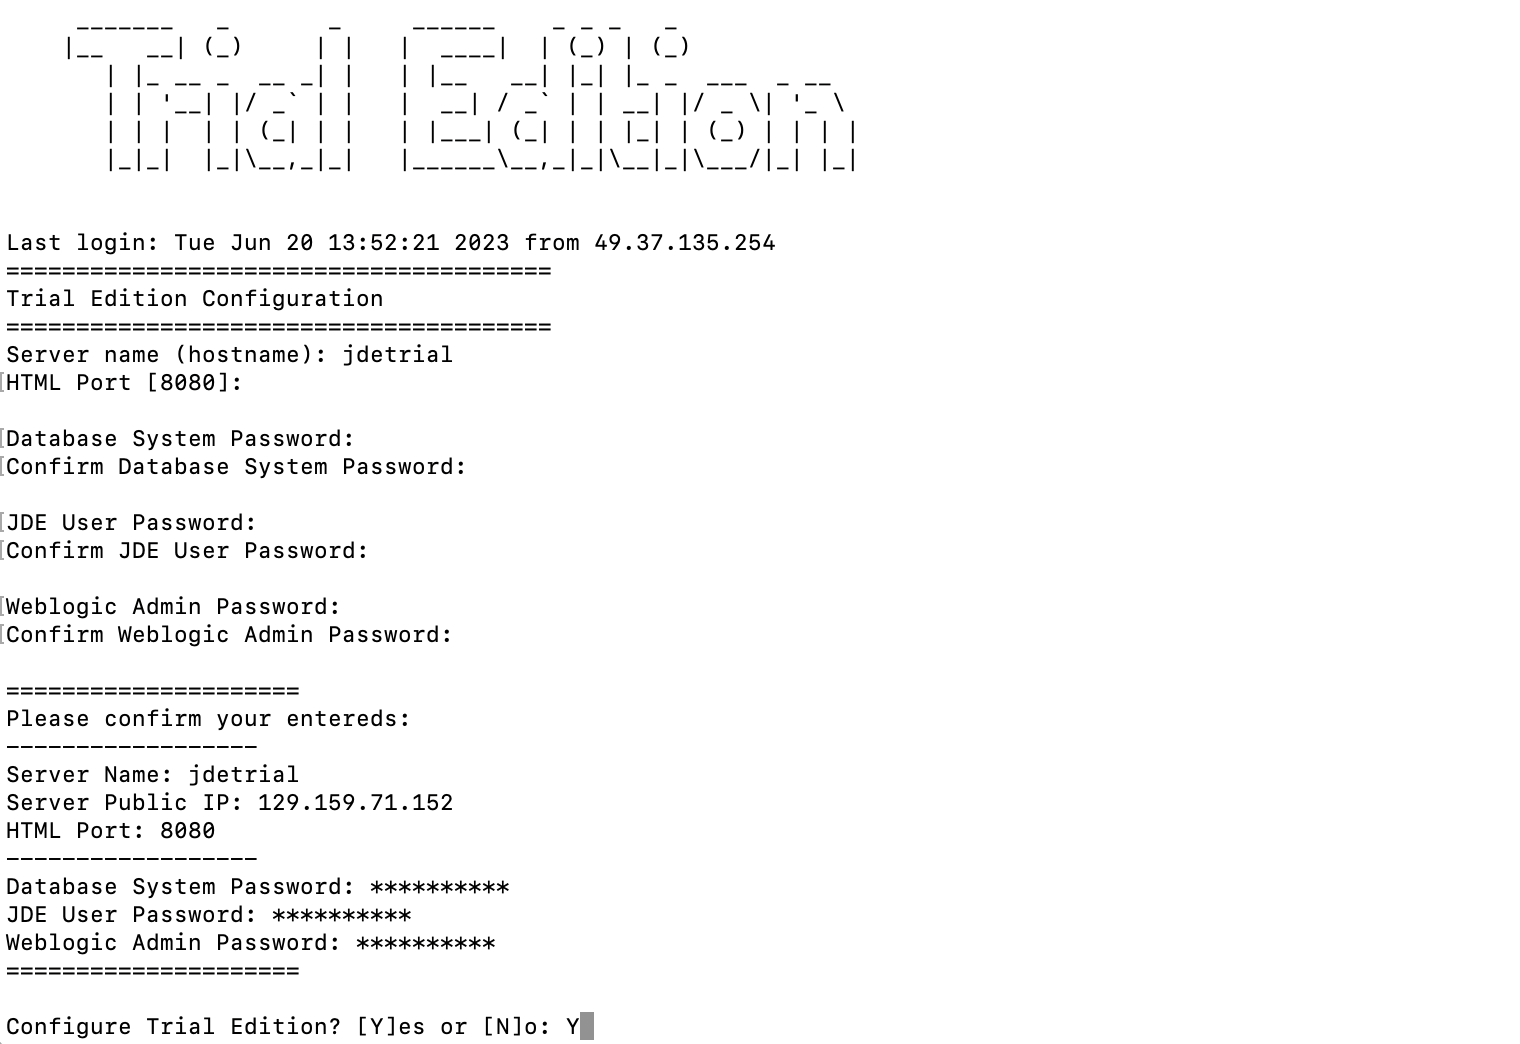 Trial Edition
Last login: Tue Jun 20 13:52:21 2023 from 49.37.135.254
=======================================
Trial Edition Configuration
=======================================
Server name (hostname): jdetrial
[HTML Port [8080]:
[Database System Password:
[Confirm Database System Password:
[JDE User Password:
[Confirm JDE User Password:
[Weblogic Admin Password:
[Confirm Weblogic Admin Password:
=====================
Please confirm your entereds:
------------------
Server Name: jdetrial
Server Public IP: 129.159.71.152
HTML Port: 8080
------------------
Database System Password: **********
JDE User Password: **********
Weblogic Admin Password: **********
=====================
Configure Trial Edition? [Y]es or [N]o: Y